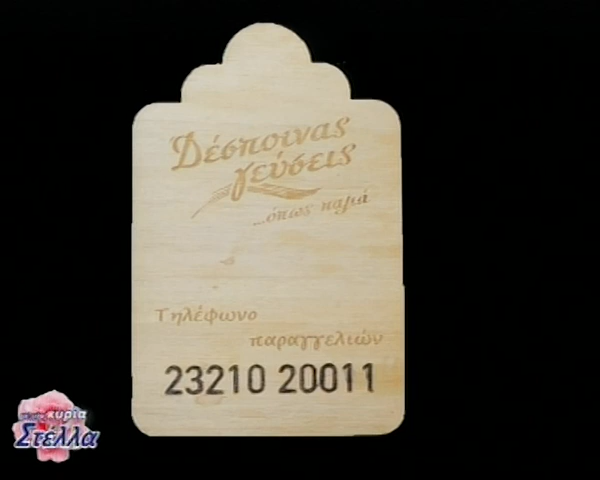 Δέσποινας
γεύσεις
...όπως παλιά
Τηλέφωνο
παραγγελιών
23210 20011
κυρία
Στέλλα